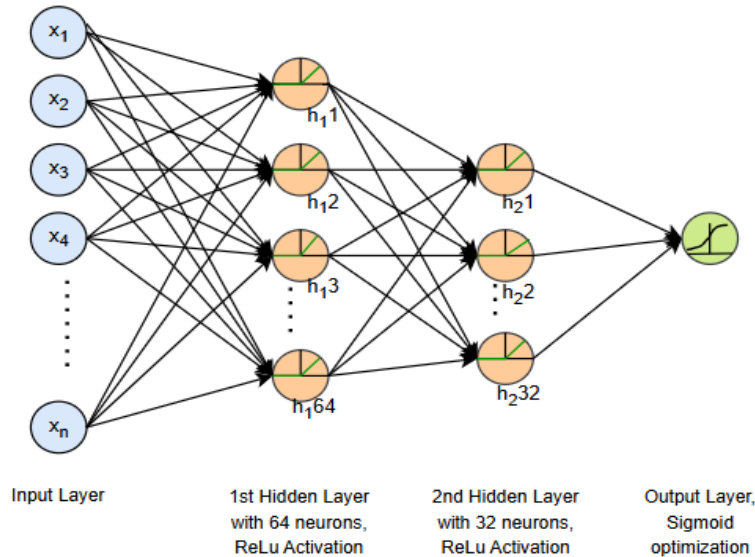 x1
x2
x3
x4
xn
h11
h12
h13
h164
h21
h22
h232
Input Layer
1st Hidden Layer
with 64 neurons,
ReLu Activation
2nd Hidden Layer
with 32 neurons,
ReLu Activation
Output Layer,
Sigmoid
optimization